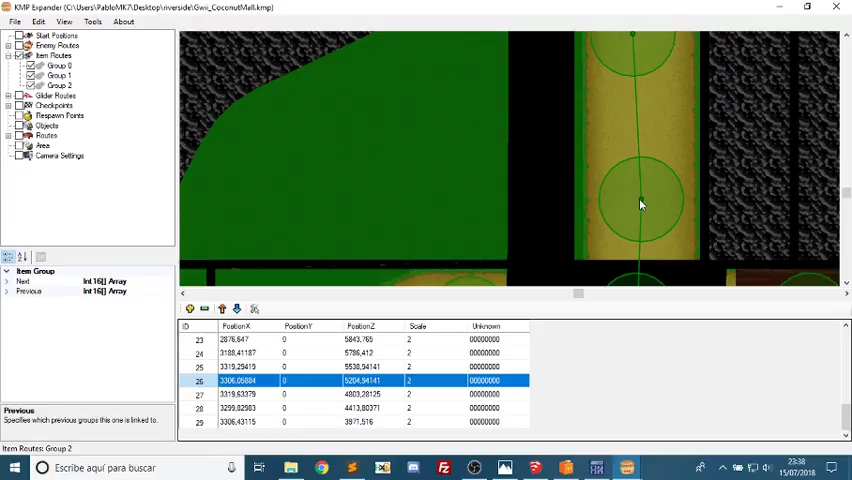 KMP Expander (C:\Users\PabloMK7\Desktop\riverside\Gwii_CoconutMall.kmp)
File Edit View Tools About
Start Positions
Enemy Routes
Item Routes
Group 0
Group 1
Group 2
Glider Routes
Checkpoints
Respawn Points
Objects
Routes
Area
Camera Settings
Item Group
Next Int16[] Array
Previous Int16[] Array
Previous
Specifies which previous groups this one is linked to.
ID PositionX PositionY PositionZ Scale Unknown
23 2876,647 0 5843,765 2 00000000
24 3188,41187 0 5786,412 2 00000000
25 3319,29419 0 5538,94141 2 00000000
26 3306,05884 0 5204,94141 2 00000000
27 3319,63379 0 4803,28125 2 00000000
28 3299,82983 0 4413,80371 2 00000000
29 3306,43115 0 3971,516 2 00000000
Item Routes: Group 2
Escribe aquí para buscar
23:38
15/07/2018